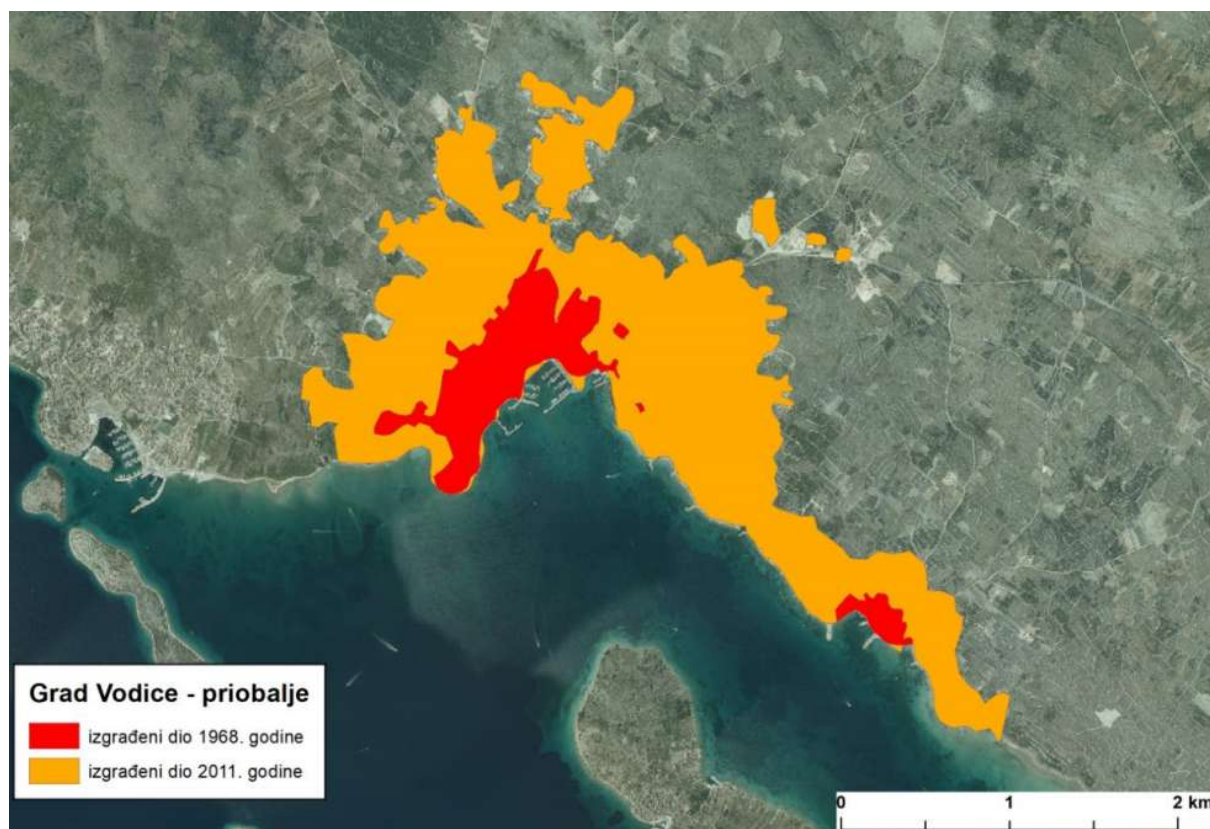 Grad Vodice - priobalje
izgrađeni dio 1968. godine
izgrađeni dio 2011. godine
0 1 2 km